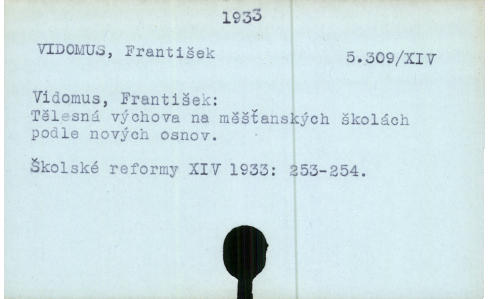 1933
VIDOMUS, František 5.309/XIV
Vidomus, František:
Tělesná výchova na měšťanských školách
podle nových osnov.
Školské reformy XIV 1933: 253-254.